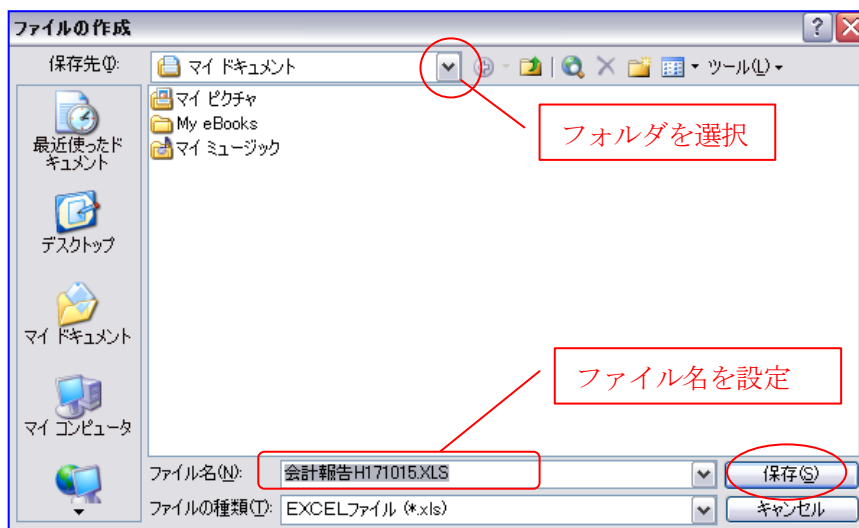 ファイルの作成
保存先(I):
マイ ドキュメント
ツール(L)
マイ ピクチャ
My eBooks
マイ ミュージック
フォルダを選択
最近使ったド
キュメント
デスクトップ
マイ ドキュメント
マイ コンピュータ
ファイル名を設定
ファイル名(N):
会計報告H171015.XLS
保存(S)
ファイルの種類(T):
EXCELファイル (*.xls)
キャンセル